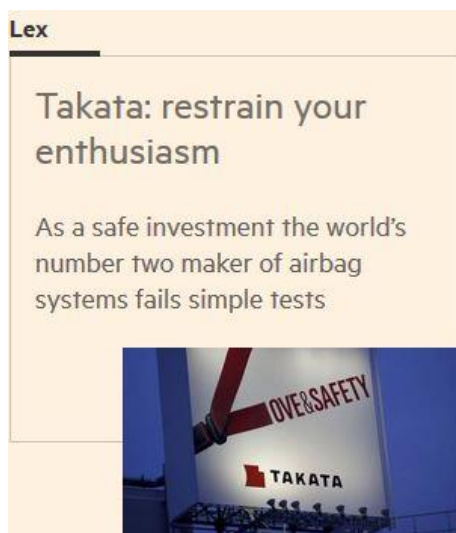 Lex
Takata: restrain your
enthusiasm
As a safe investment the world's
number two maker of airbag
systems fails simple tests
OVE&SAFETY
TAKATA